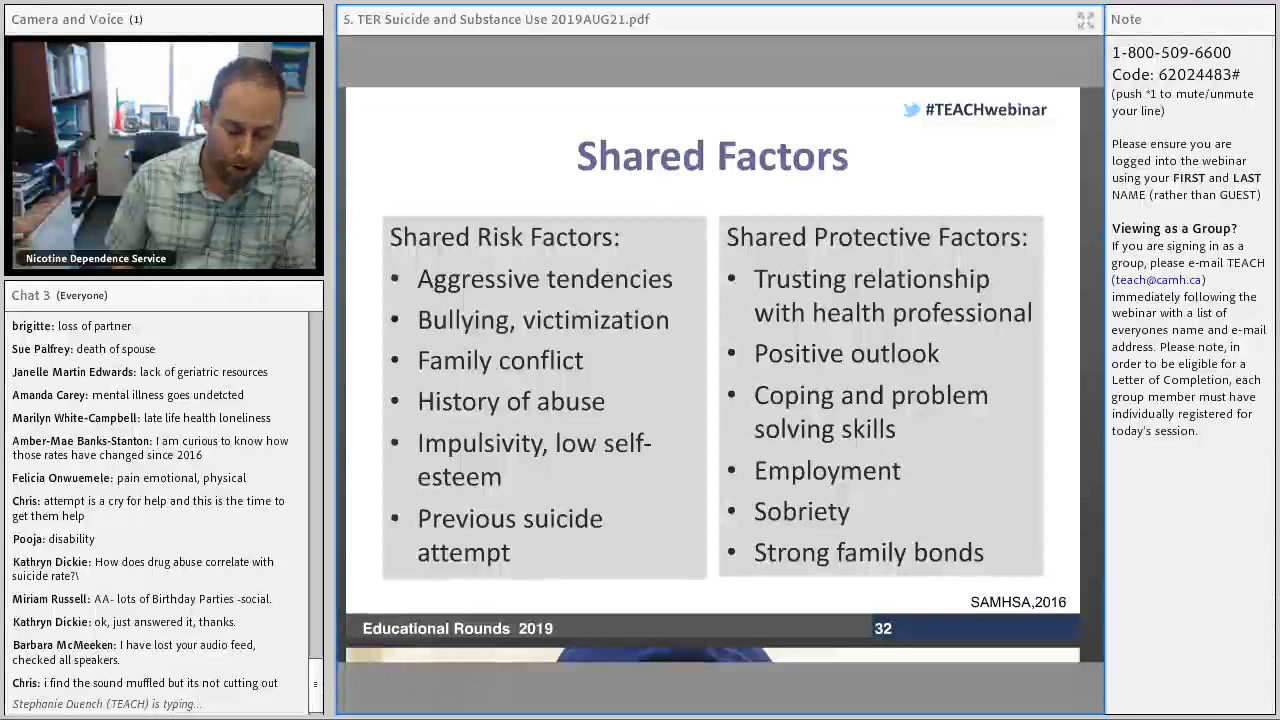 Camera and Voice (1)
Nicotine Dependence Service
Chat 3 (Everyone)
brigitte: loss of partner
Sue Palfrey: death of spouse
Janelle Martin Edwards: lack of geriatric resources
Amanda Carey: mental illness goes undetcted
Marilyn White-Campbell: late life health loneliness
Amber-Mae Banks-Stanton: I am curious to know how
those rates have changed since 2016
Felicia Onwuemele: pain emotional, physical
Chris: attempt is a cry for help and this is the time to
get them help
Pooja: disability
Kathryn Dickie: How does drug abuse correlate with
suicide rate?\
Miriam Russell: AA- lots of Birthday Parties -social.
Kathryn Dickie: ok, just answered it, thanks.
Barbara McMeeken: I have lost your audio feed,
checked all speakers.
Chris: i find the sound muffled but its not cutting out
Stephanie Duench (TEACH) is typing...
5. TER Suicide and Substance Use 2019AUG21.pdf
#TEACHwebinar
Shared Factors
Shared Risk Factors:
• Aggressive tendencies
• Bullying, victimization
• Family conflict
• History of abuse
• Impulsivity, low self-
esteem
• Previous suicide
attempt
Shared Protective Factors:
• Trusting relationship
with health professional
• Positive outlook
• Coping and problem
solving skills
• Employment
• Sobriety
• Strong family bonds
SAMHSA,2016
Educational Rounds 2019
32
Note
1-800-509-6600
Code: 62024483#
(push *1 to mute/unmute
your line)
Please ensure you are
logged into the webinar
using your FIRST and LAST
NAME (rather than GUEST)
Viewing as a Group?
If you are signing in as a
group, please e-mail TEACH
(teach@camh.ca)
immediately following the
webinar with a list of
everyones name and e-mail
address. Please note, in
order to be eligible for a
Letter of Completion, each
group member must have
individually registered for
today's session.